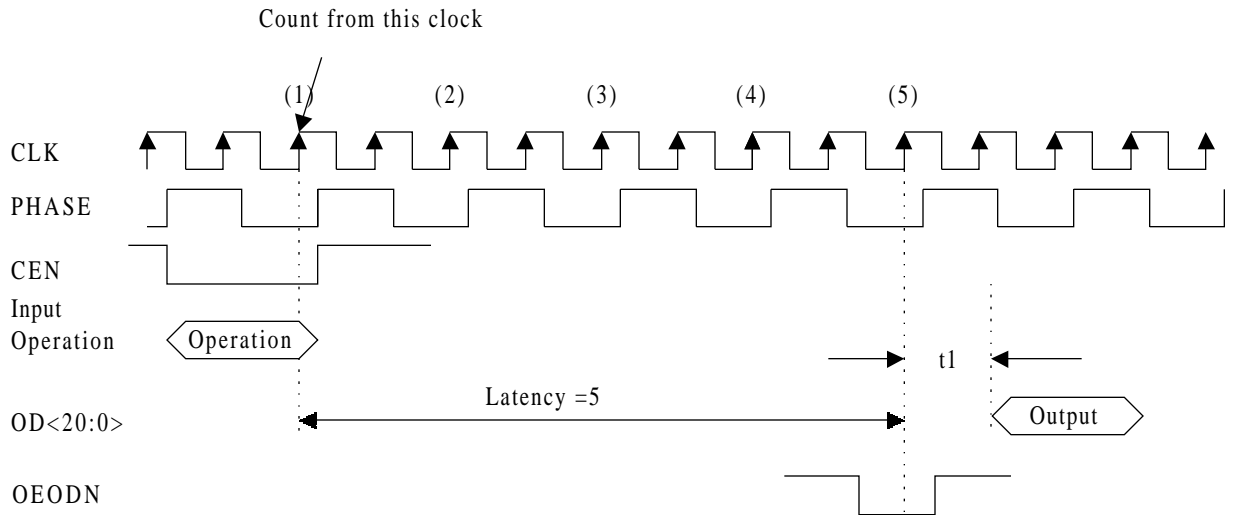 Count from this clock
(1) (2) (3) (4) (5)
CLK
PHASE
CEN
Input
Operation
Operation
t1
Latency =5
OD<20:0>
Output
OEODN